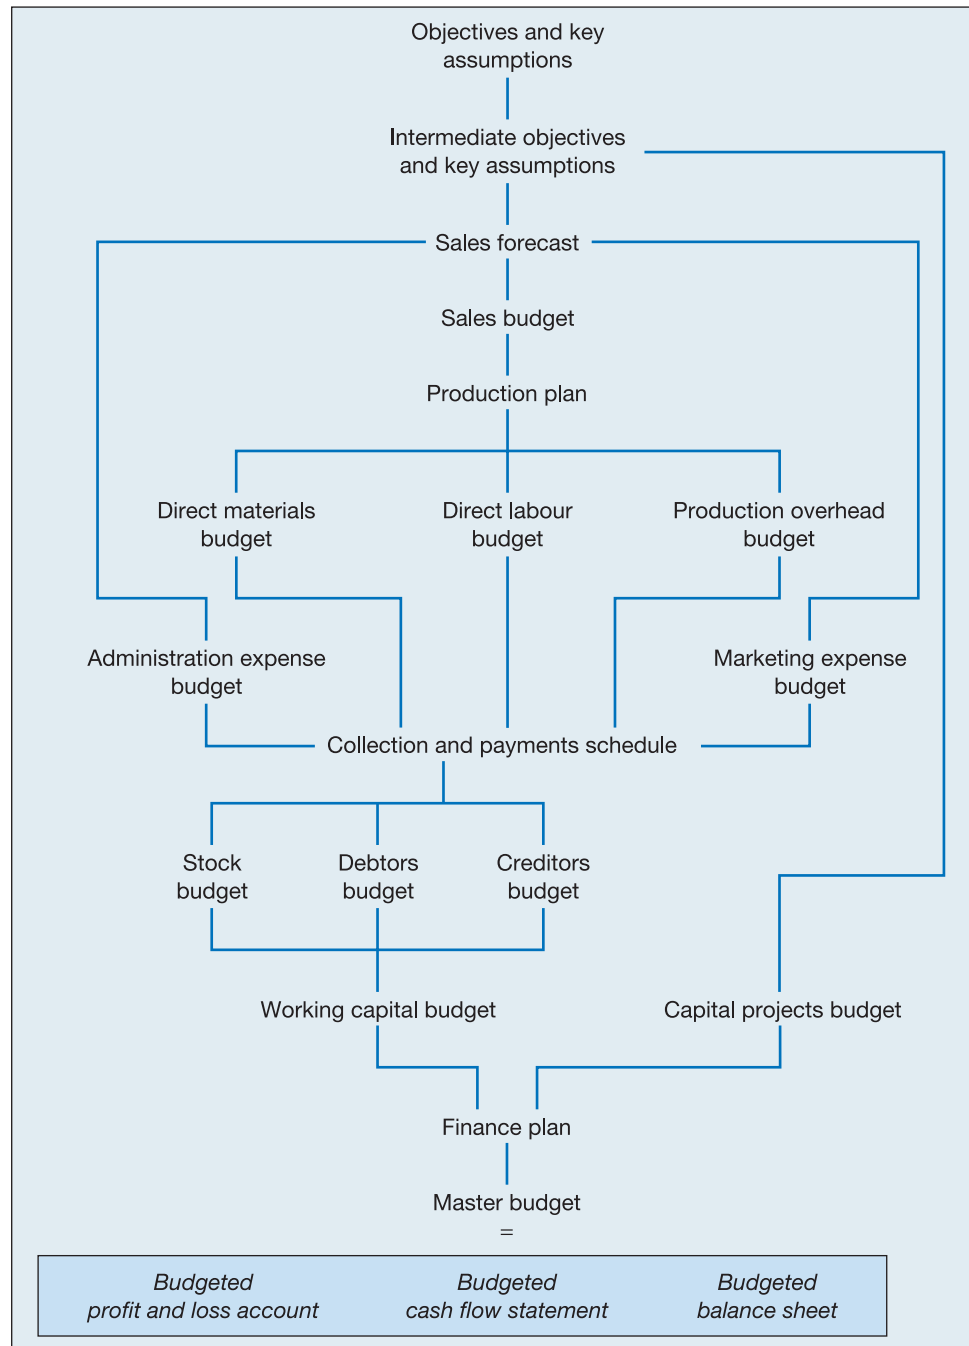 Objectives and key
assumptions
Intermediate objectives
and key assumptions
Sales forecast
Sales budget
Production plan
Direct materials
budget
Direct labour
budget
Production overhead
budget
Administration expense
budget
Marketing expense
budget
Collection and payments schedule
Stock
budget
Debtors
budget
Creditors
budget
Working capital budget
Capital projects budget
Finance plan
Master budget
=
Budgeted
profit and loss account
Budgeted
cash flow statement
Budgeted
balance sheet